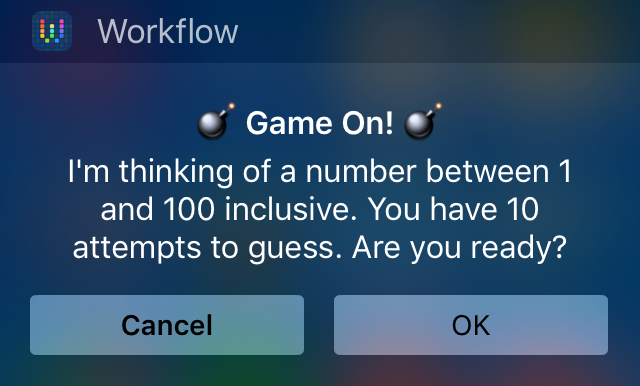 Workflow
💣 Game On! 💣
I'm thinking of a number between 1
and 100 inclusive. You have 10
attempts to guess. Are you ready?
Cancel
OK